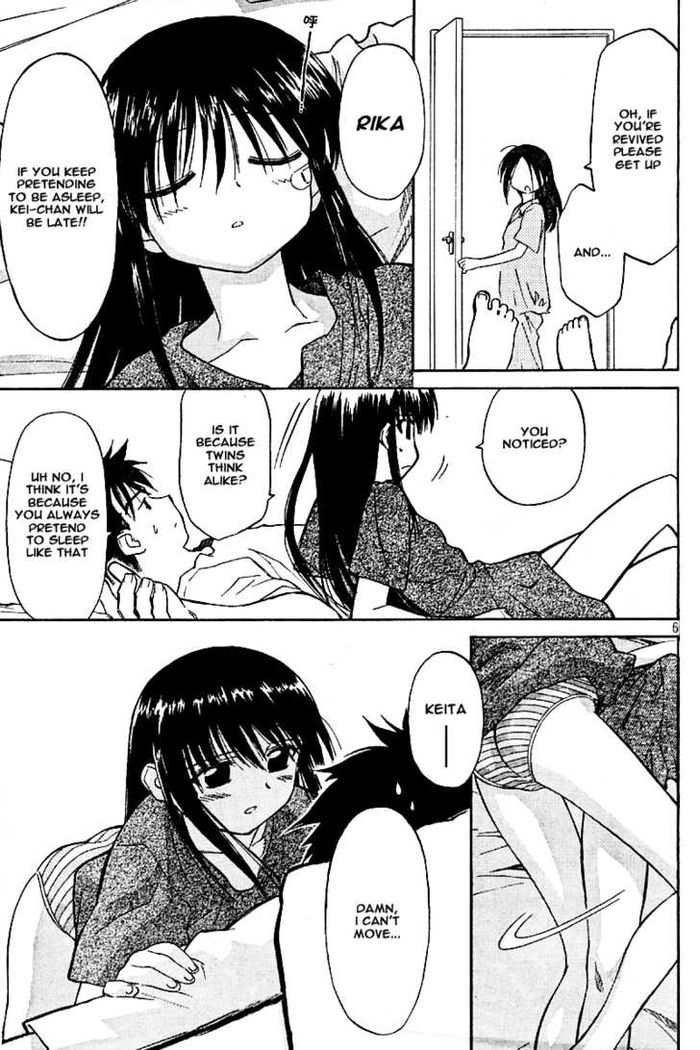 OH, IF
YOU'RE
REVIVED
PLEASE
GET UP
AND...
RIKA
IF YOU KEEP
PRETENDING
TO BE ASLEEP,
KEI-CHAN WILL
BE LATE!!
YOU
NOTICED?
IS IT
BECAUSE
TWINS
THINK
ALIKE?
UH NO, I
THINK IT'S
BECAUSE
YOU ALWAYS
PRETEND
TO SLEEP
LIKE THAT
6
KEITA
DAMN,
I CAN'T
MOVE...